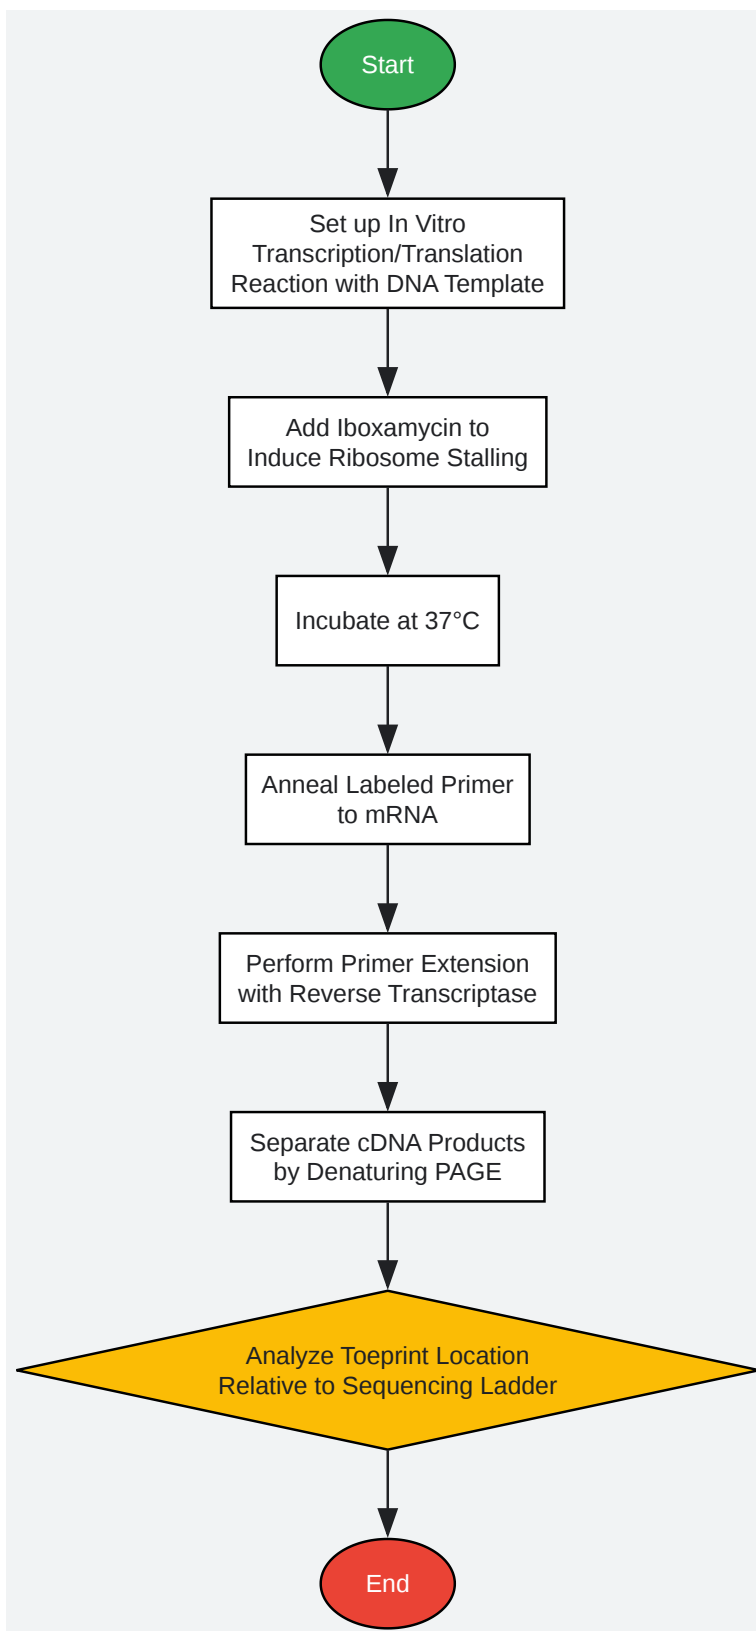 Start
Set up In Vitro
Transcription/Translation
Reaction with DNA Template
Add Iboxamycin to
Induce Ribosome Stalling
Incubate at 37°C
Anneal Labeled Primer
to mRNA
Perform Primer Extension
with Reverse Transcriptase
Separate cDNA Products
by Denaturing PAGE
Analyze Toeprint Location
Relative to Sequencing Ladder
End